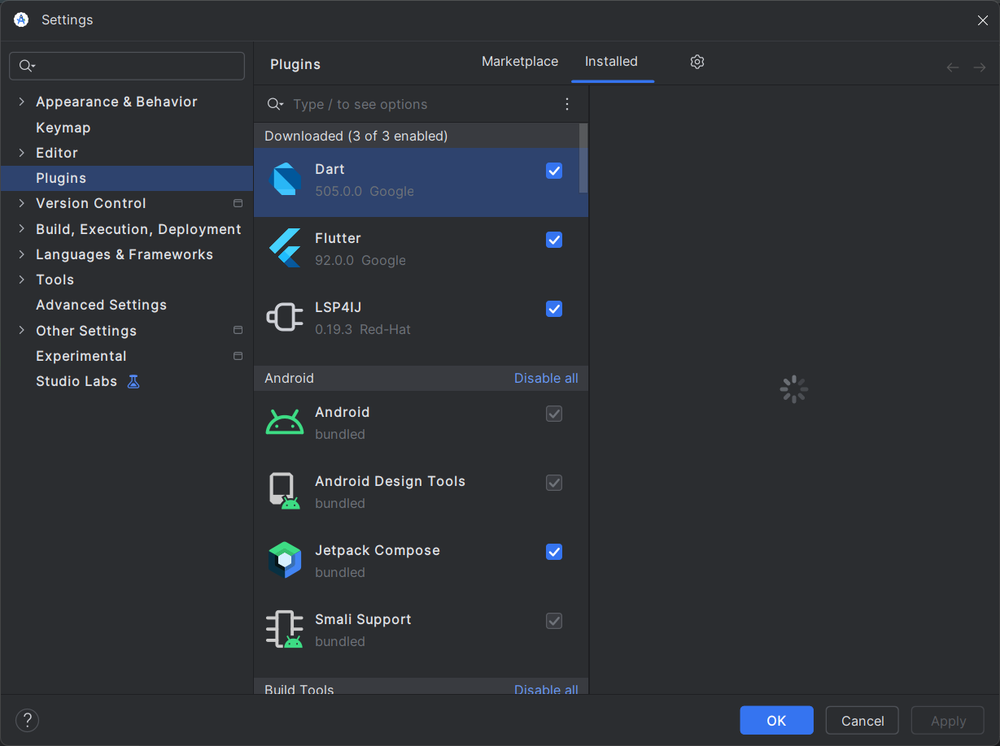 Settings
Plugins
Marketplace
Installed
Appearance & Behavior
Keymap
Editor
Plugins
Version Control
Build, Execution, Deployment
Languages & Frameworks
Tools
Advanced Settings
Other Settings
Experimental
Studio Labs
Type / to see options
Downloaded (3 of 3 enabled)
Dart
505.0.0 Google
Flutter
92.0.0 Google
LSP4IJ
0.19.3 Red-Hat
Android Disable all
Android
bundled
Android Design Tools
bundled
Jetpack Compose
bundled
Smali Support
bundled
Build Tools Disable all
?
OK
Cancel
Apply